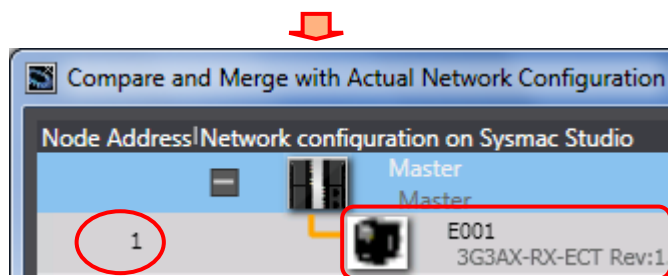 Compare and Merge with Actual Network Configuration
Node Address Network configuration on Sysmac Studio
Master
Master
1
E001
3G3AX-RX-ECT Rev:1